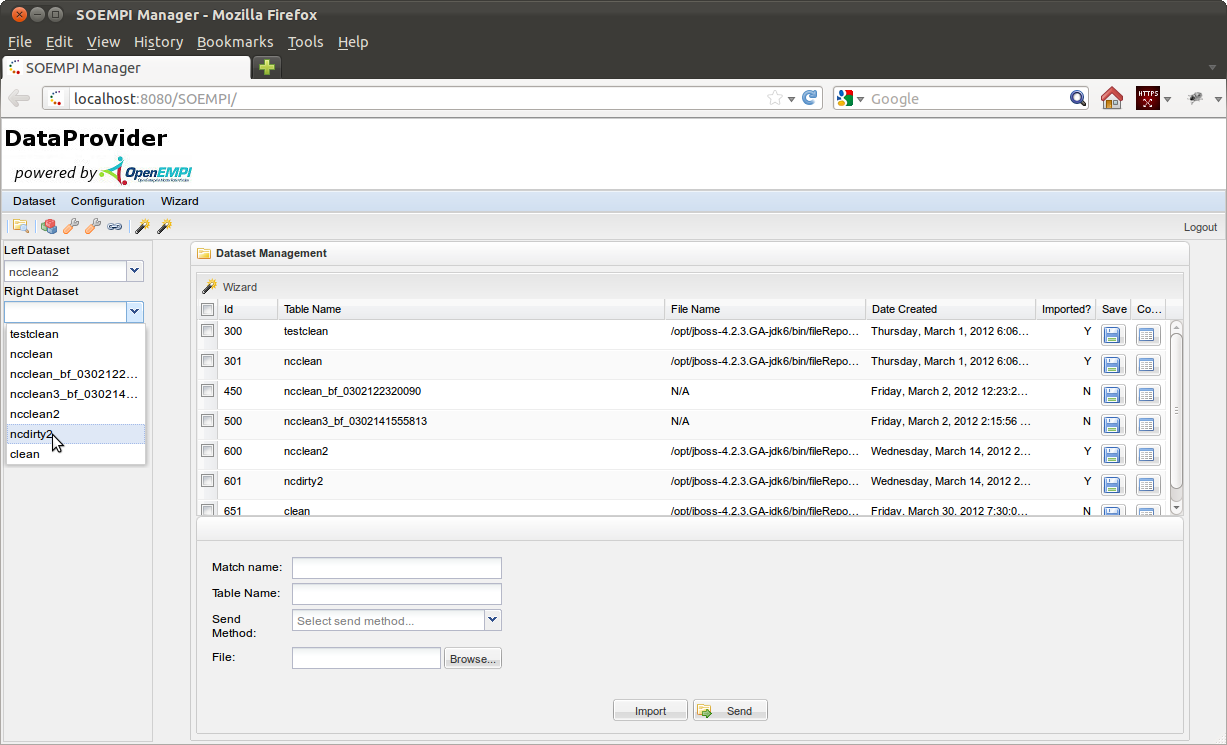 SOEMPI Manager - Mozilla Firefox
File Edit View History Bookmarks Tools Help
SOEMPI Manager
localhost:8080/SOEMPI/
Google
HTTPS
DataProvider
powered by OpenEMPI
Dataset Configuration Wizard
Logout
Left Dataset
ncclean2
Right Dataset
testclean
ncclean
ncclean_bf_0302122...
ncclean3_bf_030214...
ncclean2
ncdirty2
clean
Dataset Management
Wizard
Id Table Name File Name Date Created Imported? Save Co...
300 testclean /opt/jboss-4.2.3.GA-jdk6/bin/fileRepo... Thursday, March 1, 2012 6:06... Y
301 ncclean /opt/jboss-4.2.3.GA-jdk6/bin/fileRepo... Thursday, March 1, 2012 6:06... Y
450 ncclean_bf_0302122320090 N/A Friday, March 2, 2012 12:23:2... N
500 ncclean3_bf_0302141555813 N/A Friday, March 2, 2012 2:15:56 ... N
600 ncclean2 /opt/jboss-4.2.3.GA-jdk6/bin/fileRepo... Wednesday, March 14, 2012 2... Y
601 ncdirty2 /opt/jboss-4.2.3.GA-jdk6/bin/fileRepo... Wednesday, March 14, 2012 2... Y
651 clean /opt/jboss-4.2.3.GA-jdk6/bin/fileRepo... Friday, March 30, 2012 7:30:0... N
Match name:
Table Name:
Send Method: Select send method...
File: Browse...
Import Send